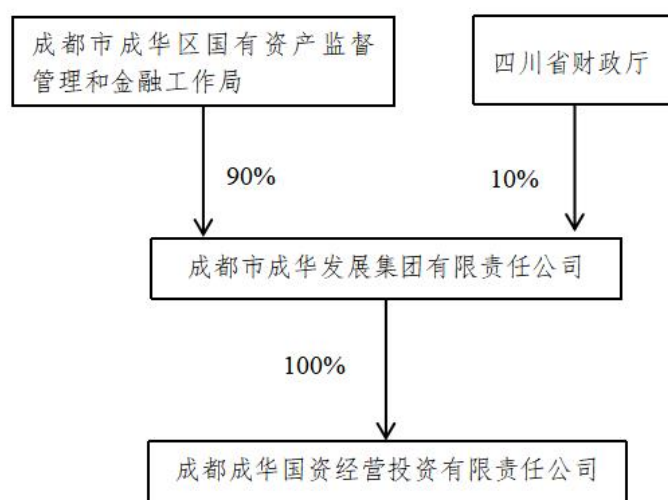 成都市成华区国有资产监督
管理和金融工作局
四川省财政厅
90%
10%
成都市成华发展集团有限责任公司
100%
成都成华国资经营投资有限责任公司